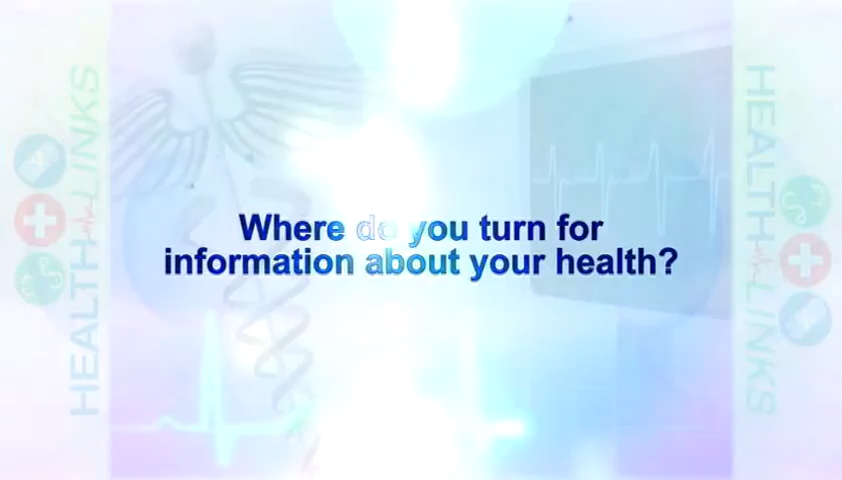 HEALTH LINKS
Where do you turn for
information about your health?
HEALTH LINKS